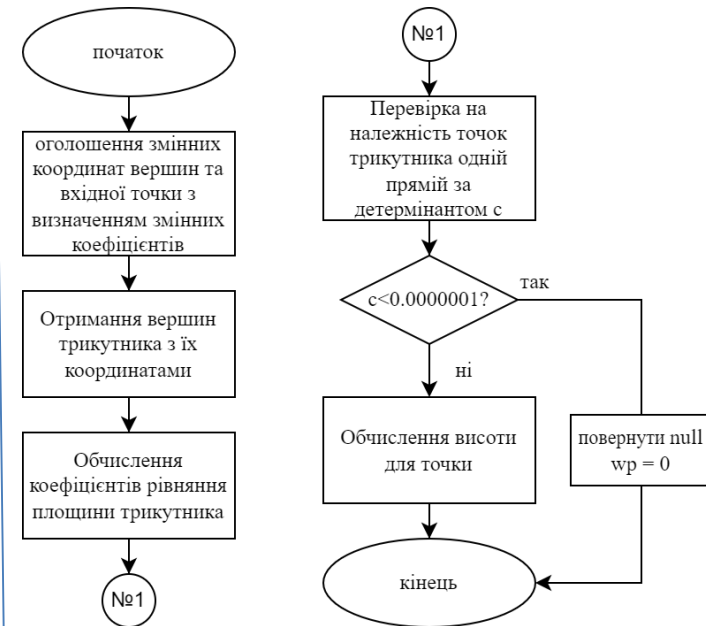 початок
оголошення змінних
координат вершин та
вхідної точки з
визначенням змінних
коефіцієнтів
Отримання вершин
трикутника з їх
координатами
Обчислення
коефіцієнтів рівняння
площини трикутника
№1
№1
Перевірка на
належність точок
трикутника одній
прямій за
детермінантом с
c<0.0000001?
так
ні
Обчислення висоти
для точки
повернути null
wp = 0
кінець